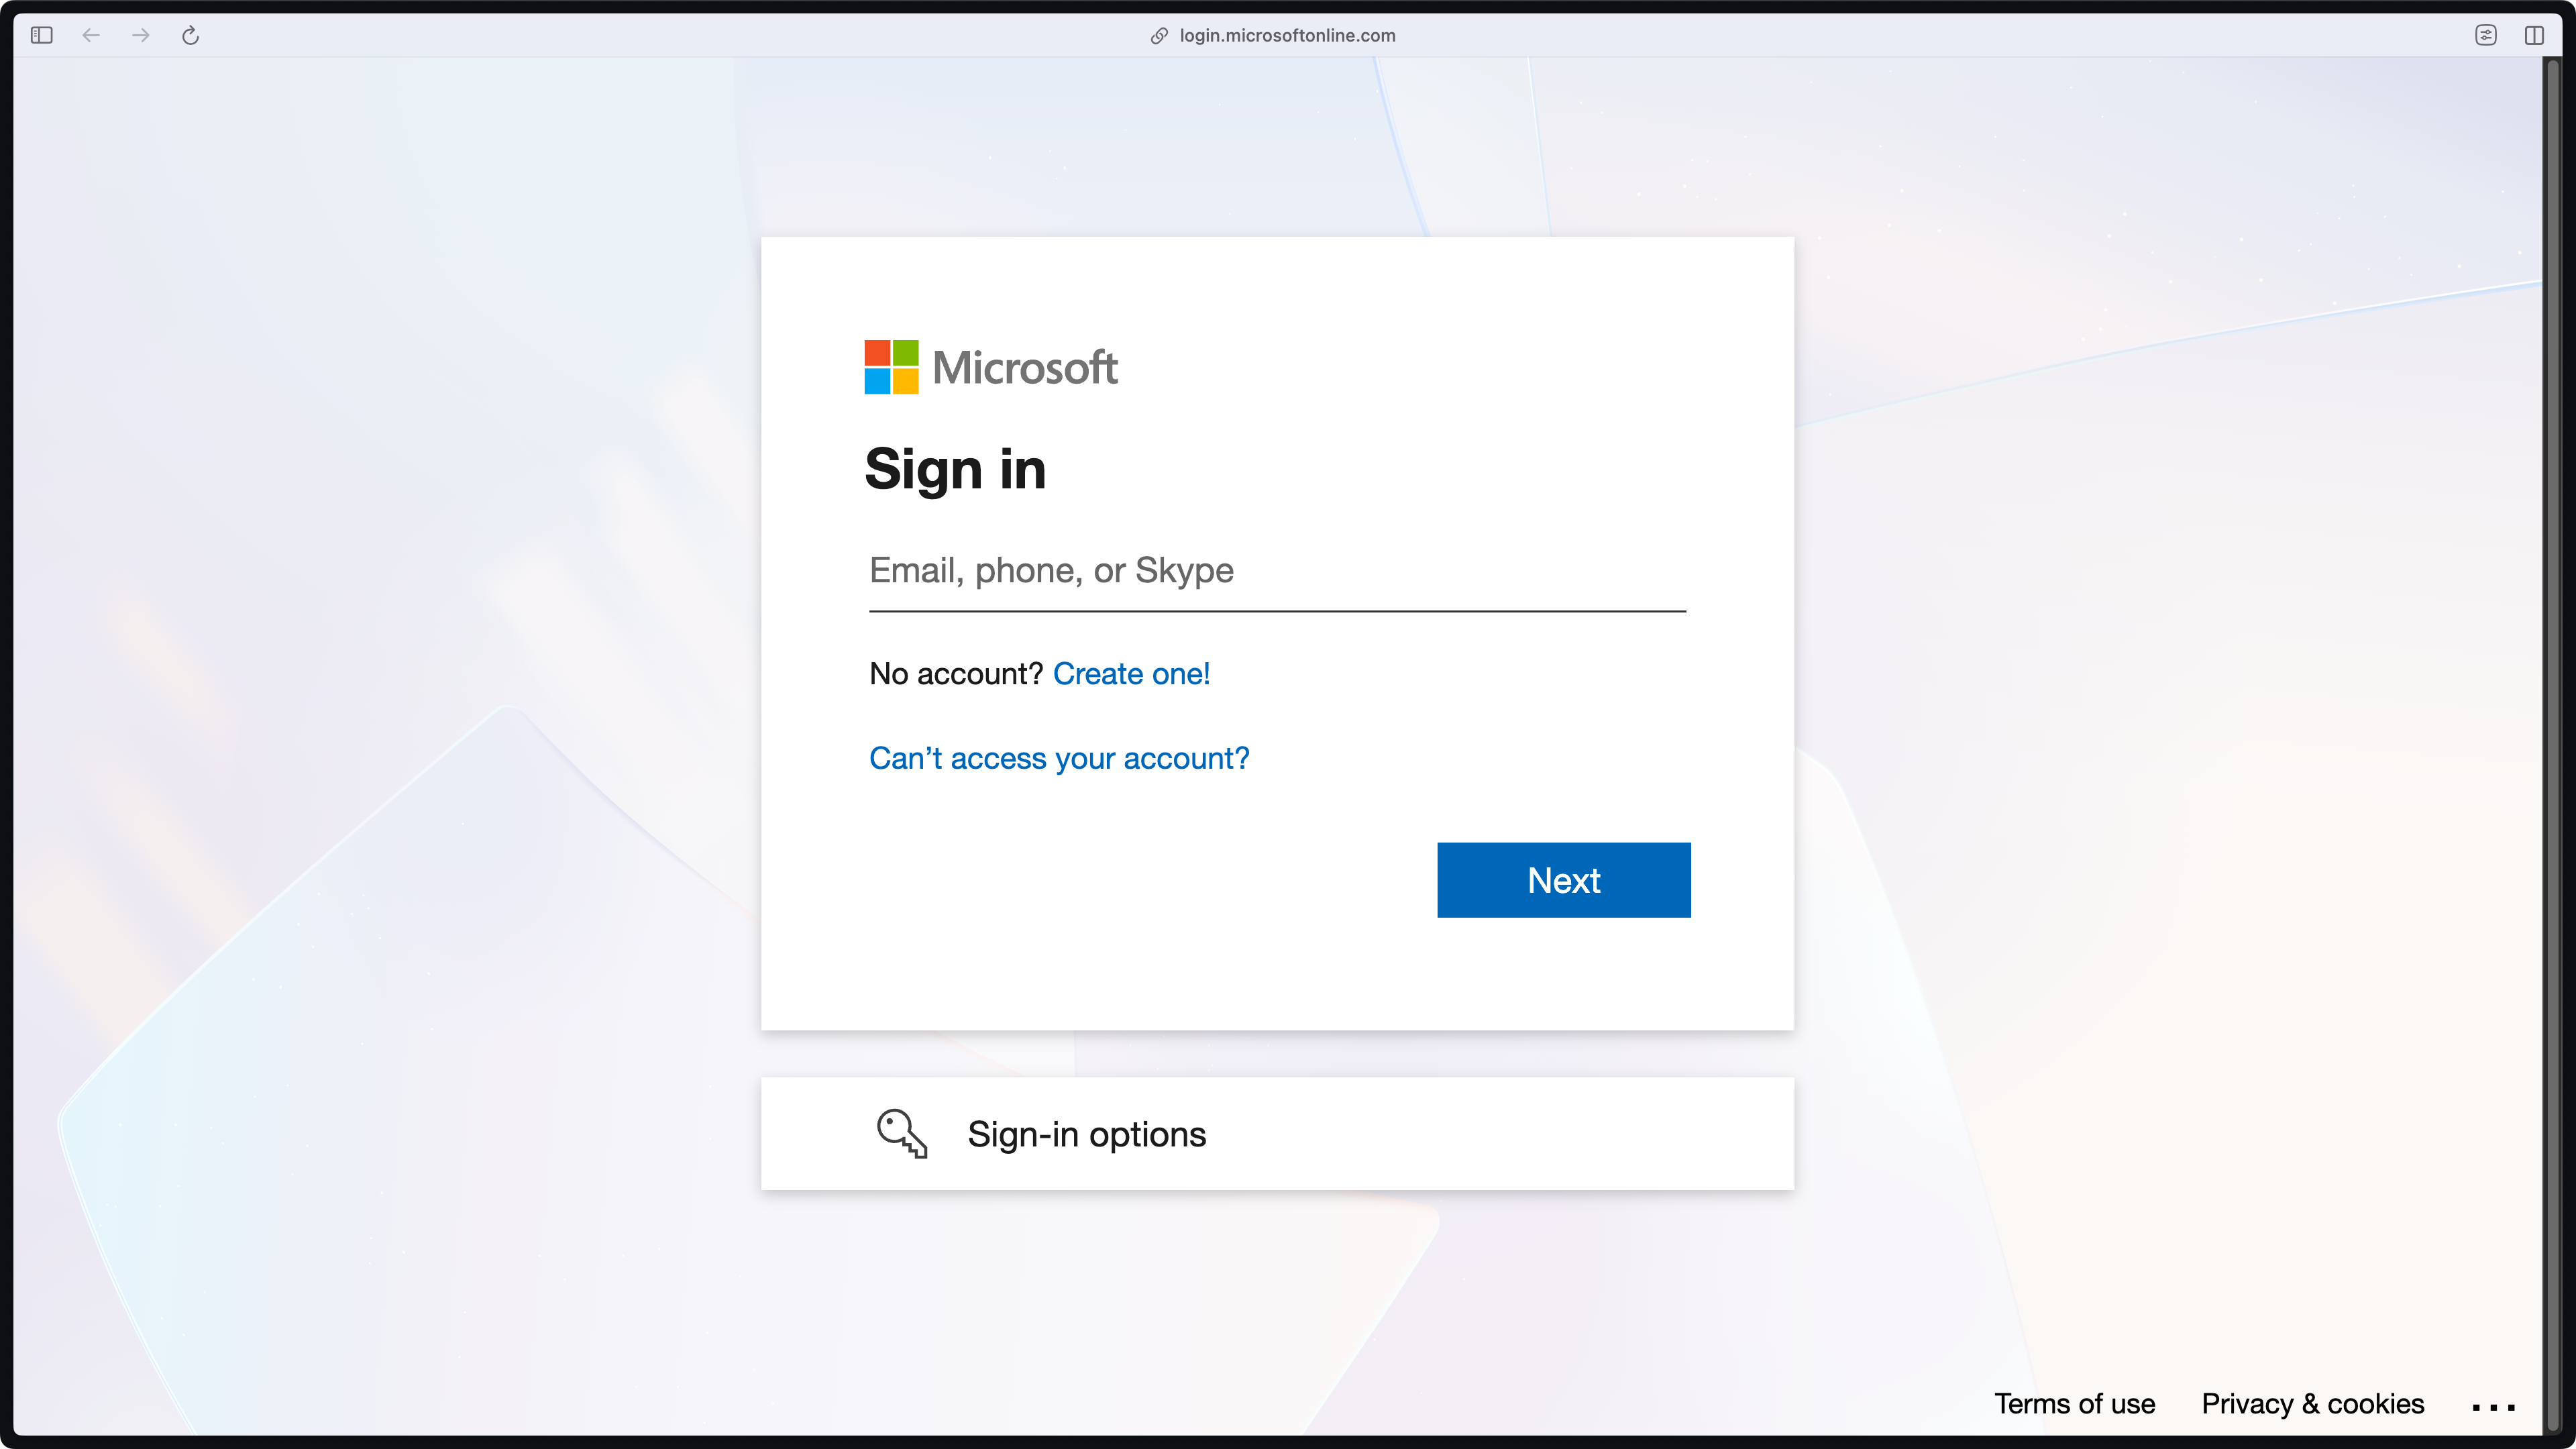 login.microsoftonline.com
Microsoft
Sign in
Email, phone, or Skype
No account? Create one!
Can’t access your account?
Next
Sign-in options
Terms of use Privacy & cookies ...